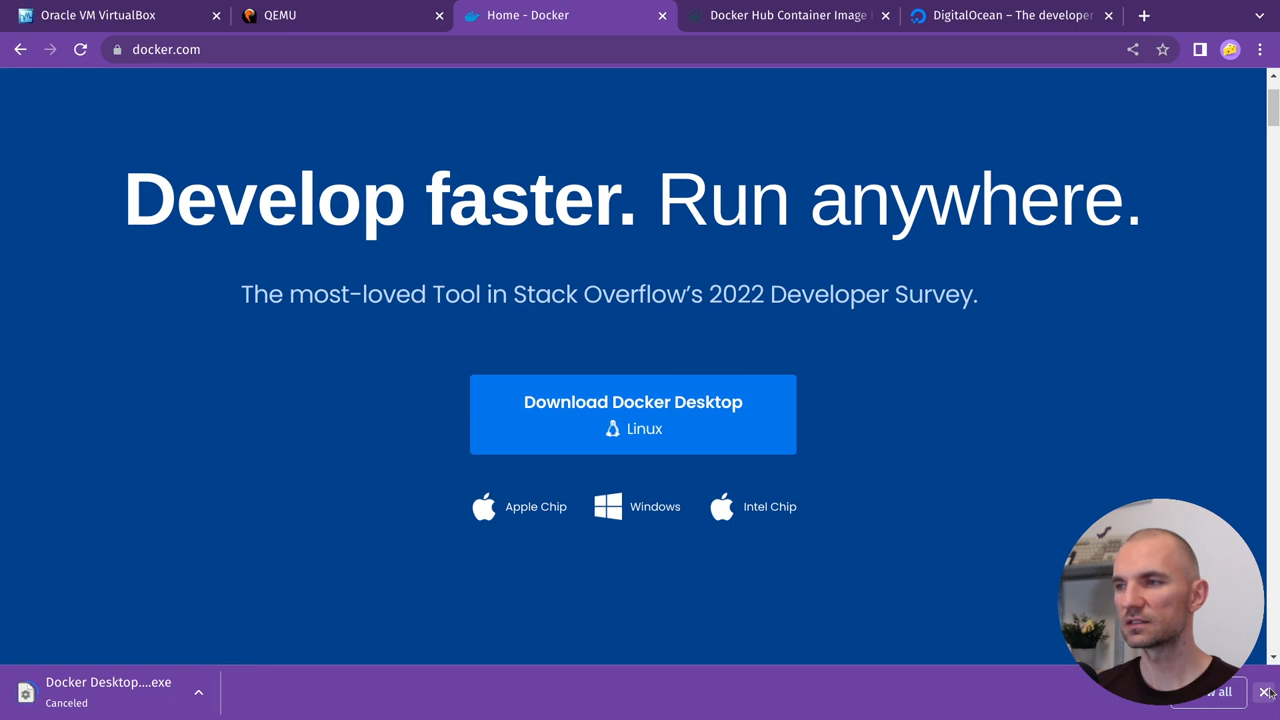 Oracle VM VirtualBox
QEMU
Home - Docker
Docker Hub Container Image
DigitalOcean – The developer
docker.com
Develop faster. Run anywhere.
The most-loved Tool in Stack Overflow’s 2022 Developer Survey.
Download Docker Desktop
Linux
Apple Chip
Windows
Intel Chip
Docker Desktop....exe
Canceled
all